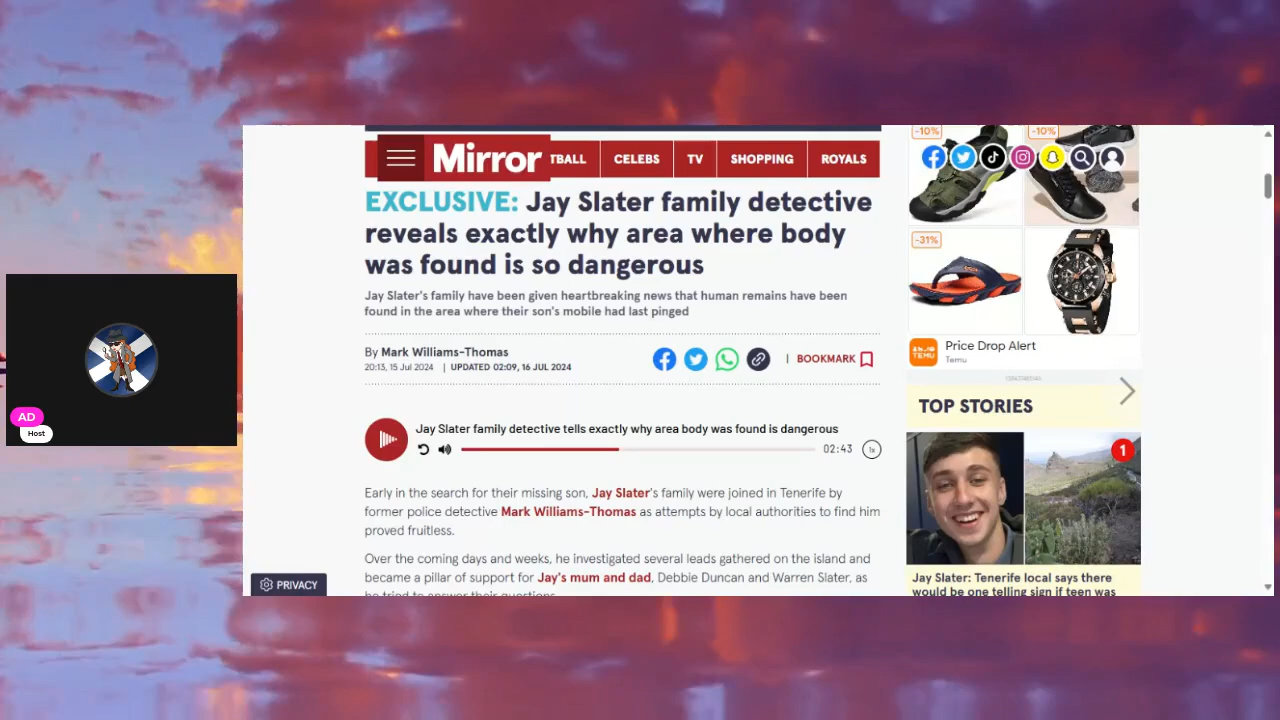 -10%
-10%
Mirror
TBALL
CELEBS
TV
SHOPPING
ROYALS
EXCLUSIVE: Jay Slater family detective
reveals exactly why area where body
was found is so dangerous
Jay Slater's family have been given heartbreaking news that human remains have been
found in the area where their son's mobile had last pinged
By Mark Williams-Thomas
20:13, 15 Jul 2024 | UPDATED 02:09, 16 JUL 2024
| BOOKMARK
Jay Slater family detective tells exactly why area body was found is dangerous
02:43
1x
Early in the search for their missing son, Jay Slater's family were joined in Tenerife by
former police detective Mark Williams-Thomas as attempts by local authorities to find him
proved fruitless.
Over the coming days and weeks, he investigated several leads gathered on the island and
became a pillar of support for Jay's mum and dad, Debbie Duncan and Warren Slater, as
he tried to answer their questions.
PRIVACY
-31%
TEMU
Price Drop Alert
Temu
TOP STORIES
1
Jay Slater: Tenerife local says there
would be one telling sign if teen was
AD
Host